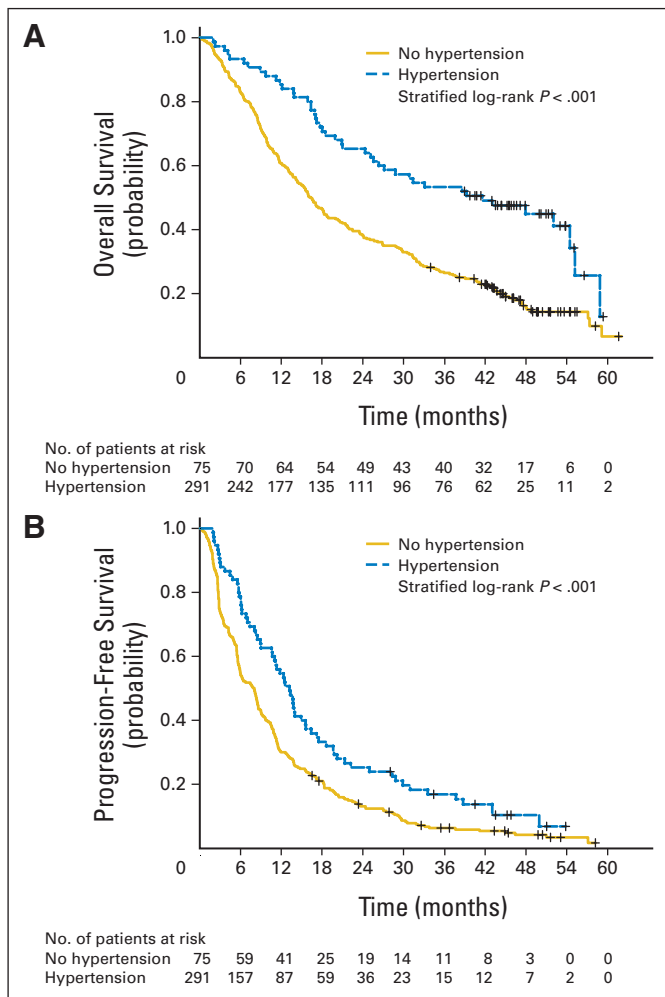 A
1.0
0.8
0.6
0.4
0.2
Overall Survival
(probability)
No hypertension
Hypertension
Stratified log-rank P < .001
0 6 12 18 24 30 36 42 48 54 60
Time (months)
No. of patients at risk
No hypertension 75 70 64 54 49 43 40 32 17 6 0
Hypertension 291 242 177 135 111 96 76 62 25 11 2
B
1.0
0.8
0.6
0.4
0.2
Progression-Free Survival
(probability)
No hypertension
Hypertension
Stratified log-rank P < .001
0 6 12 18 24 30 36 42 48 54 60
Time (months)
No. of patients at risk
No hypertension 75 59 41 25 19 14 11 8 3 0 0
Hypertension 291 157 87 59 36 23 15 12 7 2 0